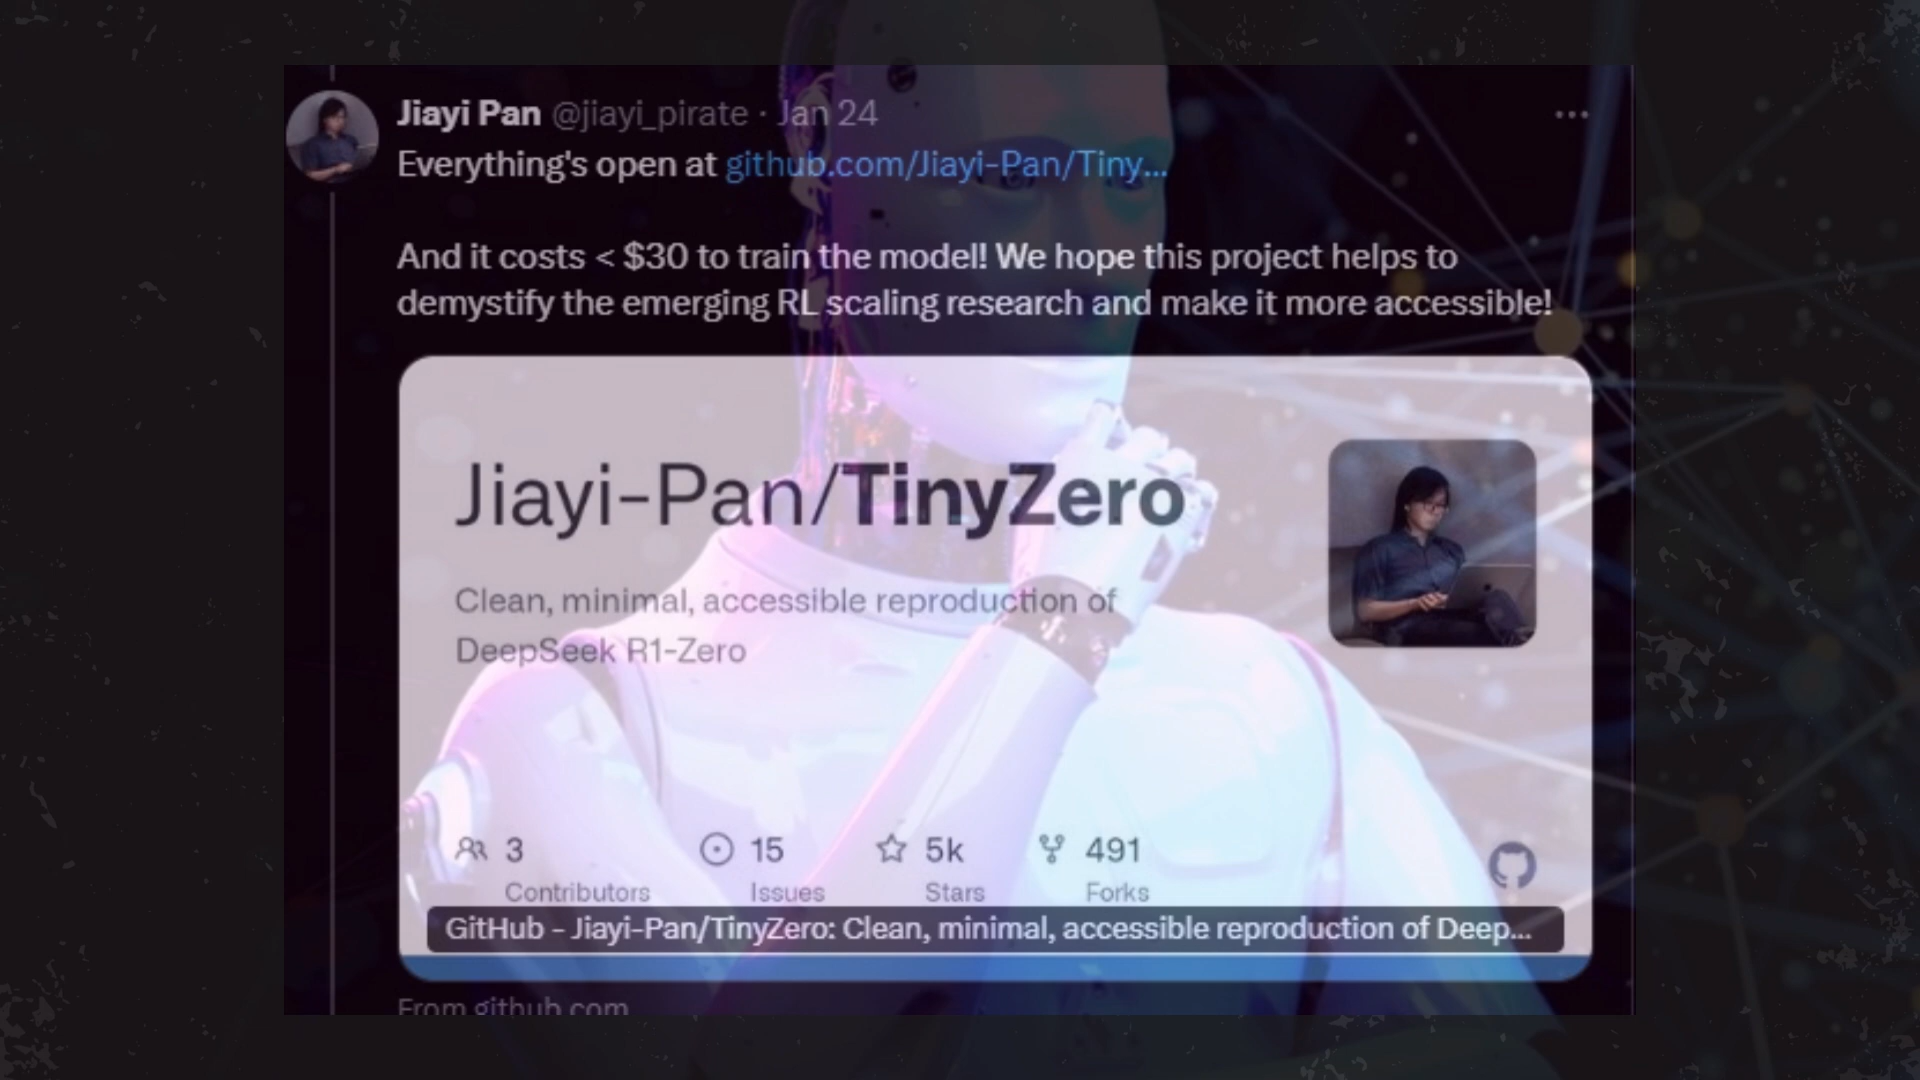 Jiayi Pan @jiayi_pirate · Jan 24
Everything's open at github.com/Jiayi-Pan/Tiny...
And it costs < $30 to train the model! We hope this project helps to
demystify the emerging RL scaling research and make it more accessible!
Jiayi-Pan/TinyZero
Clean, minimal, accessible reproduction of
DeepSeek R1-Zero
3 15 5k 491
Contributors Issues Stars Forks
GitHub - Jiayi-Pan/TinyZero: Clean, minimal, accessible reproduction of Deep...
From github.com